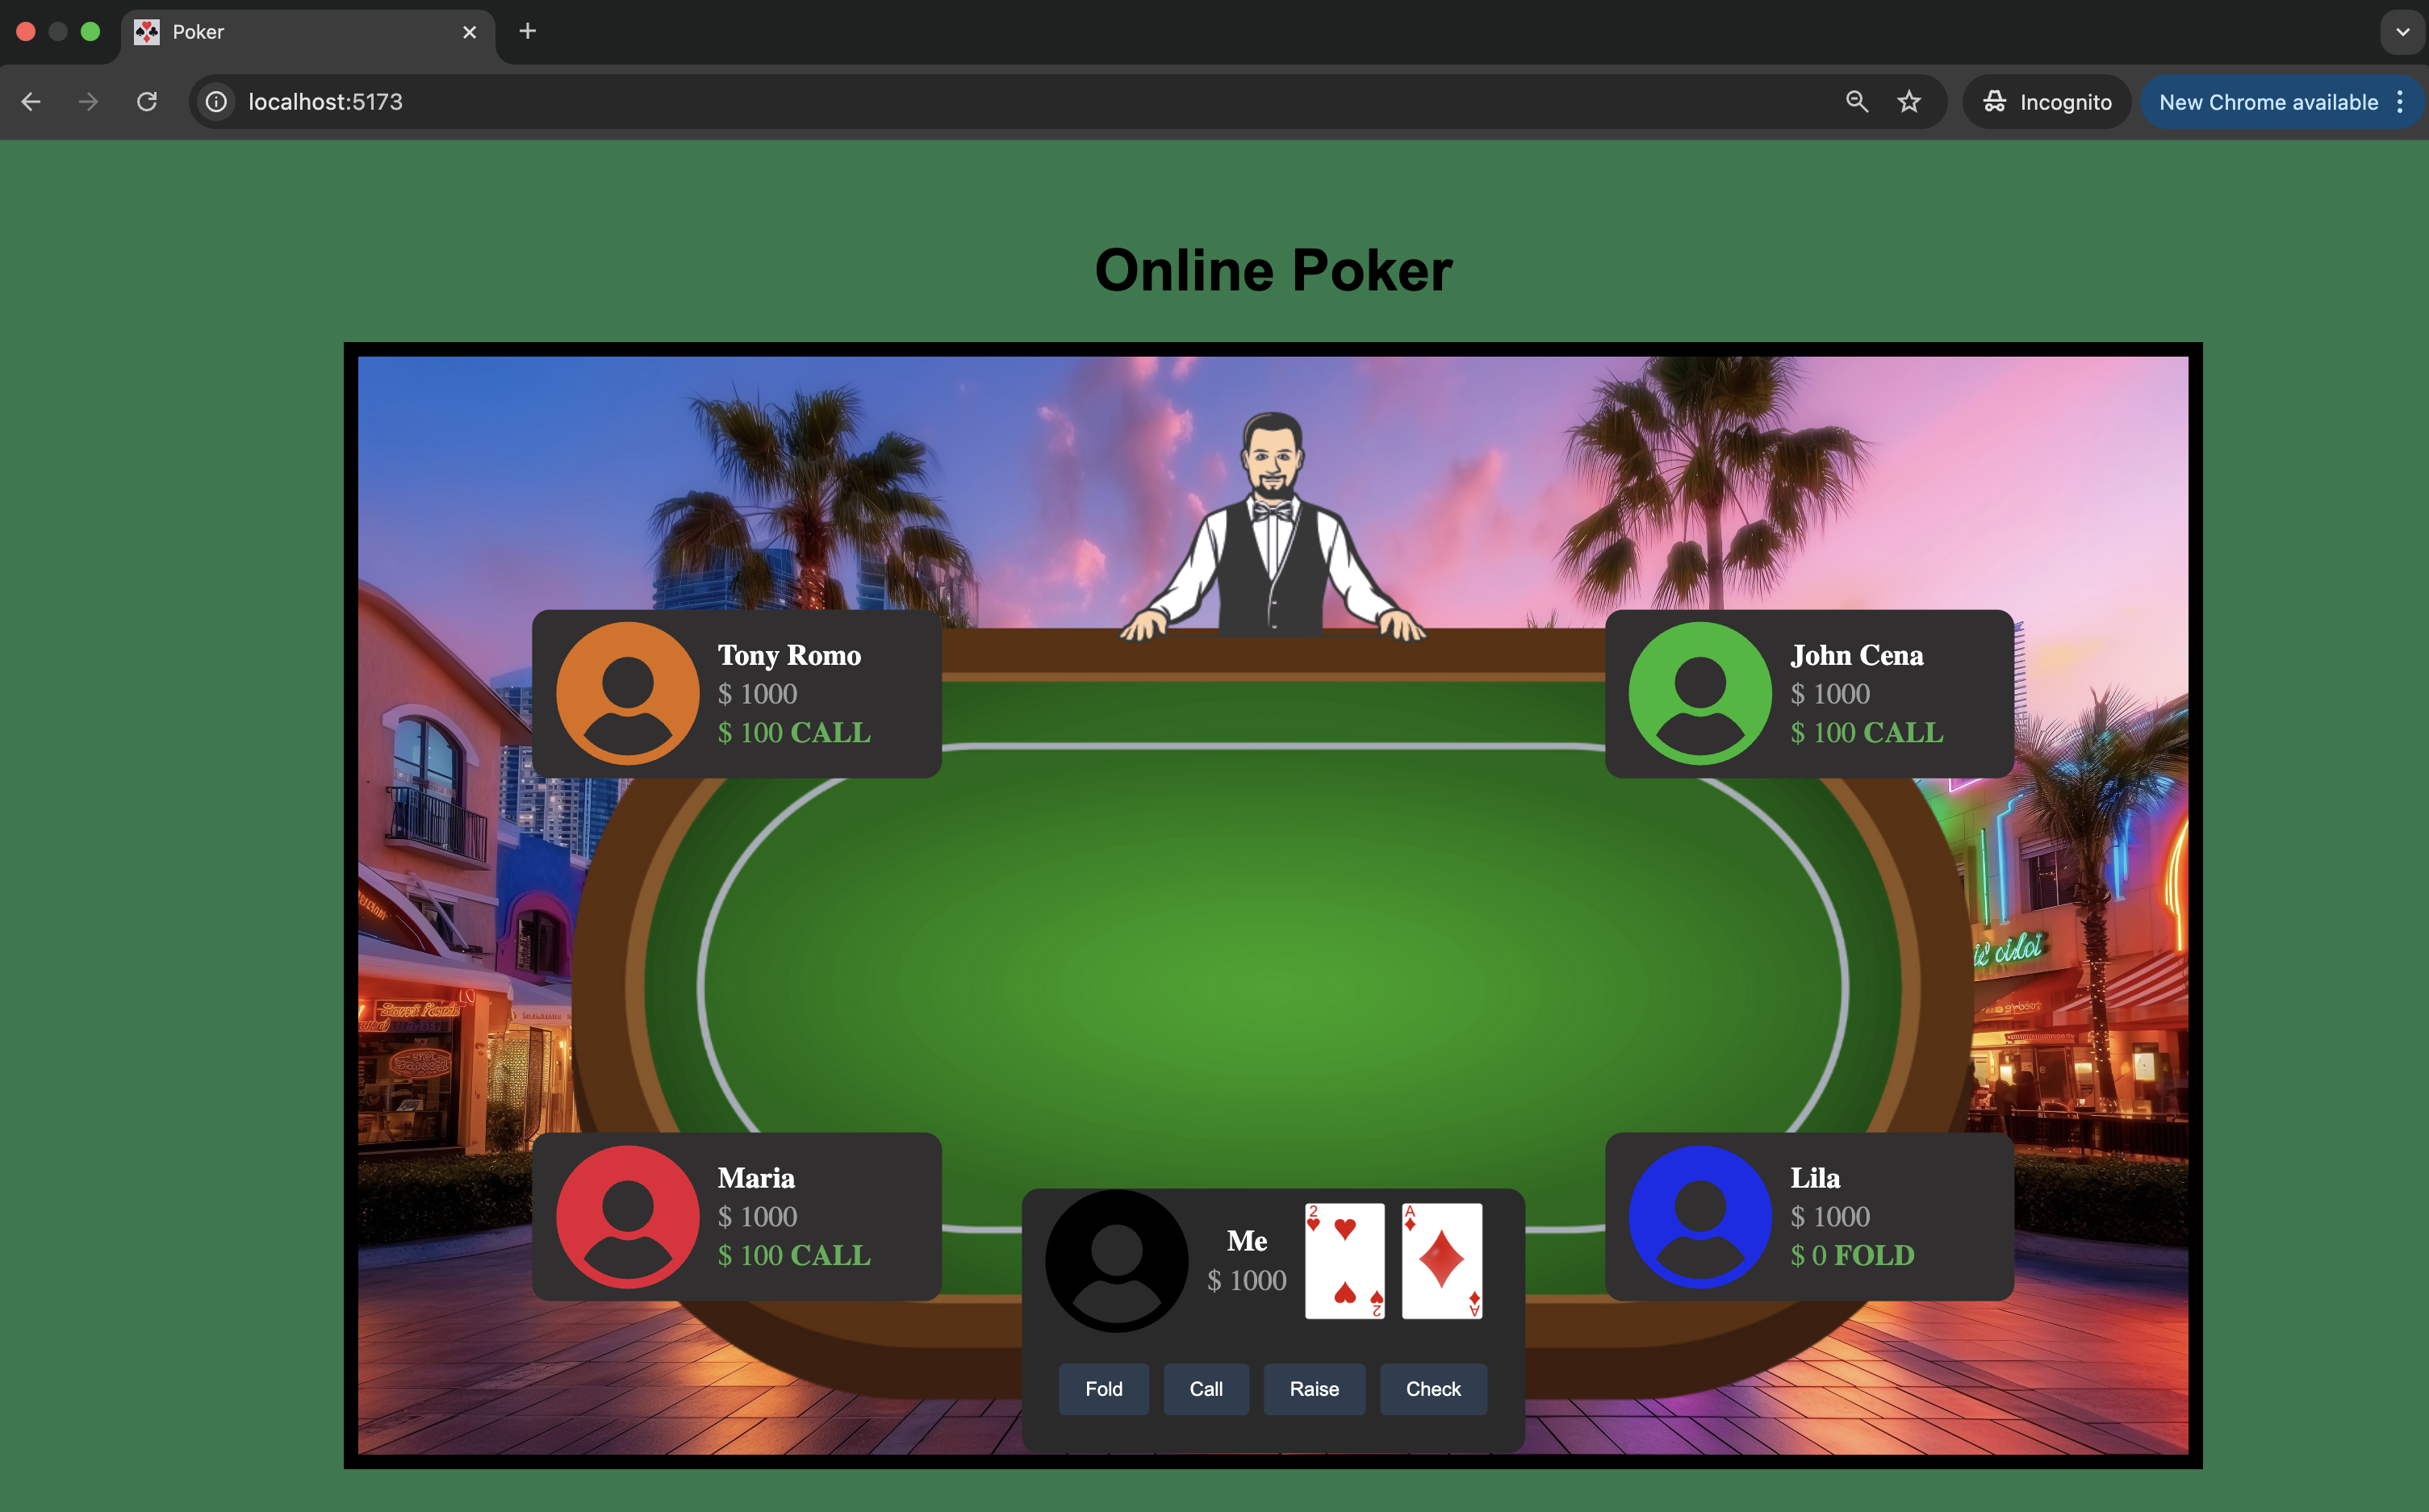 Poker
localhost:5173
Incognito
New Chrome available
Online Poker
Tony Romo
$ 1000
$ 100 CALL
John Cena
$ 1000
$ 100 CALL
Maria
$ 1000
$ 100 CALL
Me
$ 1000
2
2
A
A
Lila
$ 1000
$ 0 FOLD
Fold
Call
Raise
Check